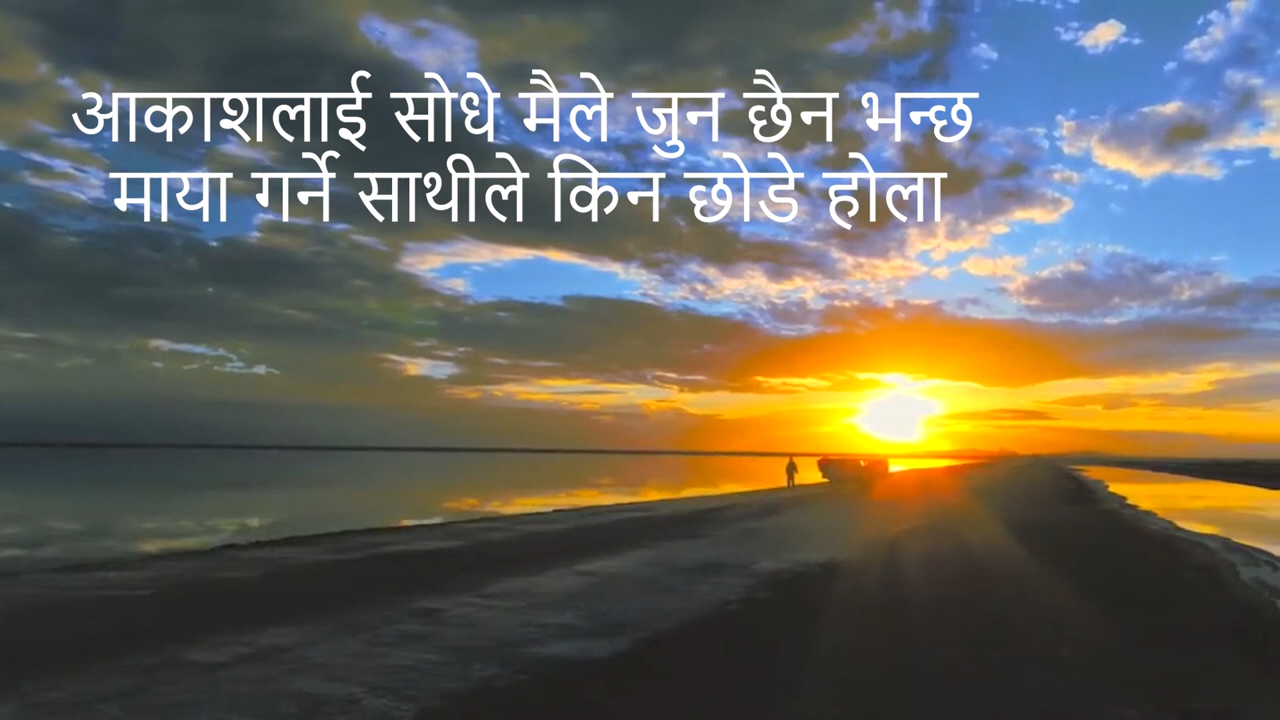 आकाशलाई सोधे मैले जुन छैन भन्छ
माया गर्ने साथीले किन छोडे होला